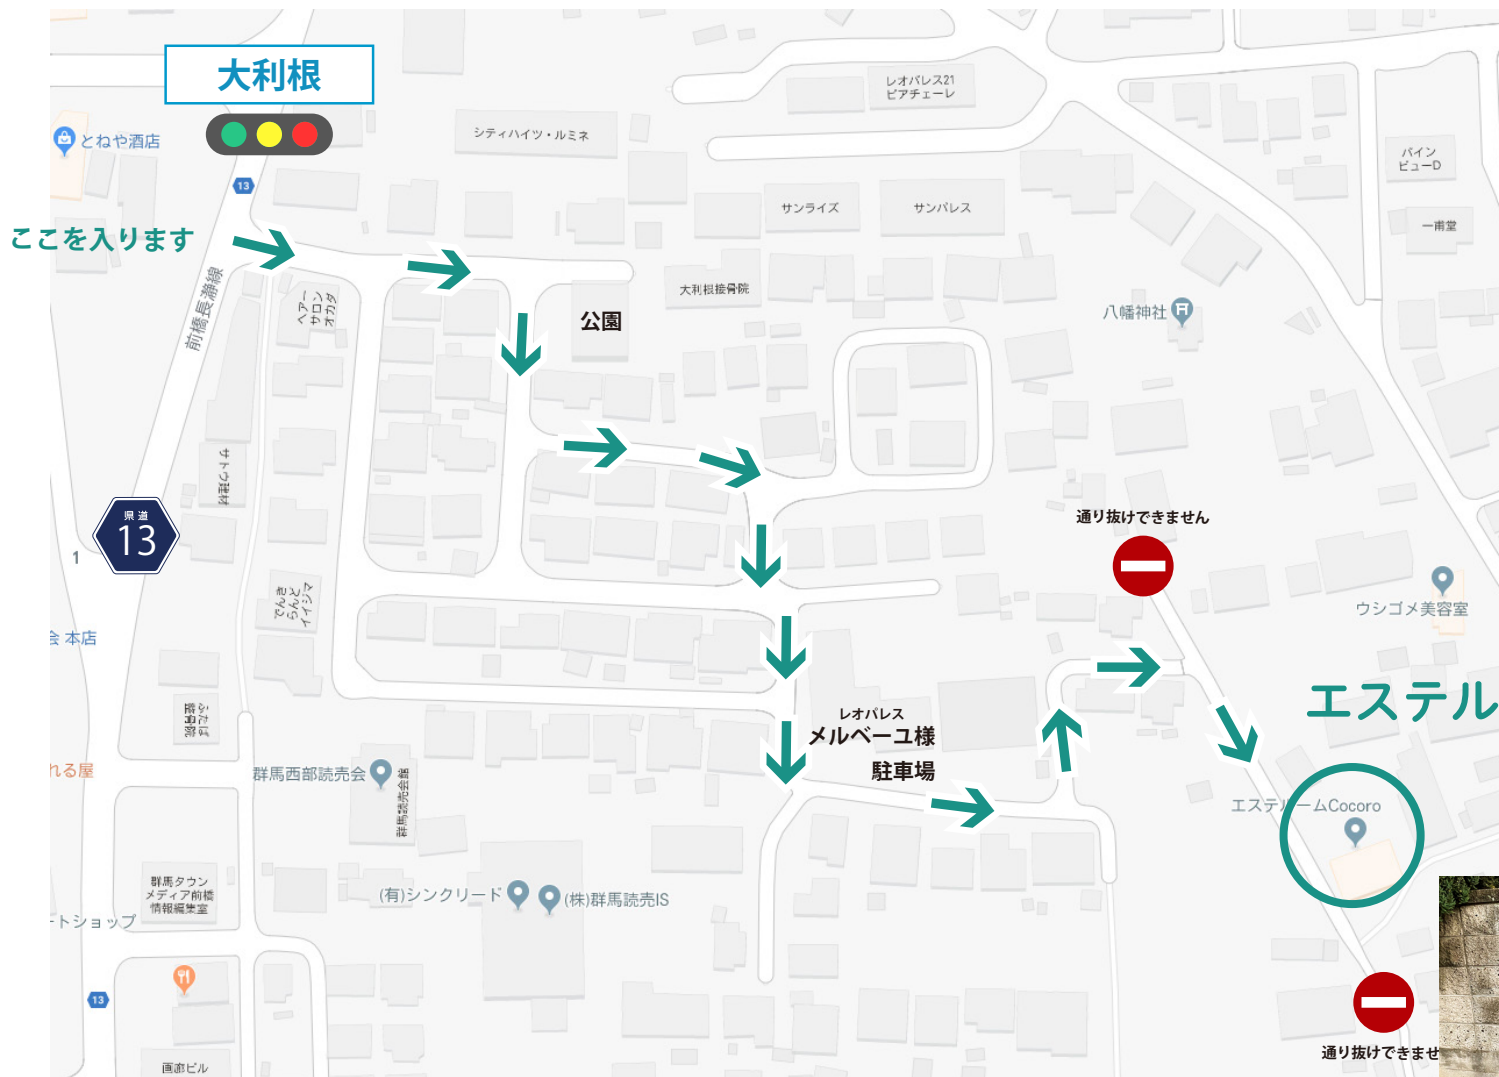 大利根
レオパレス21
ピアチェーレ
とねや酒店
シティハイツ・ルミネ
パイン
ビューD
13
サンライズ
サンパレス
一甫堂
ここを入ります
前橋長瀞線
ヘアー
サロン
オカダ
大利根接骨院
公園
八幡神社
サトウ建材
県道
13
1
通り抜けできません
ウシゴメ美容室
会 本店
エステル
レオパレス
メルベーユ様
駐車場
ふたば
接骨院
れる屋
群馬西部読売会
群馬読売会館
エステルームCocoro
群馬タウン
メディア前橋
情報編集室
(有)シンクリード
(株)群馬読売IS
ートショップ
13
通り抜けできませ
画廊ビル